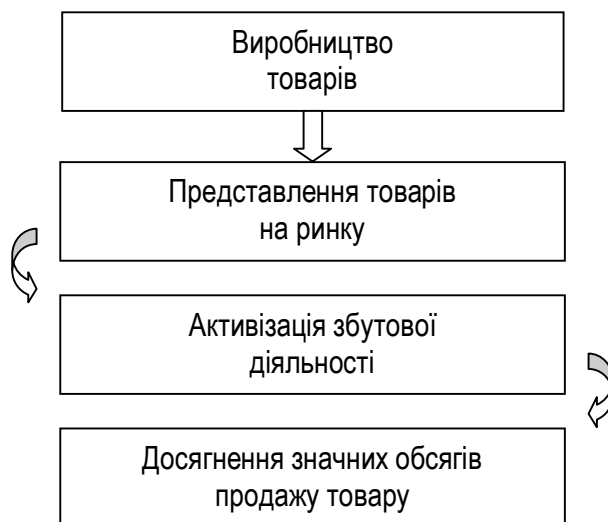 Виробництво
товарів
Представлення товарів
на ринку
Активізація збутової
діяльності
Досягнення значних обсягів
продажу товару